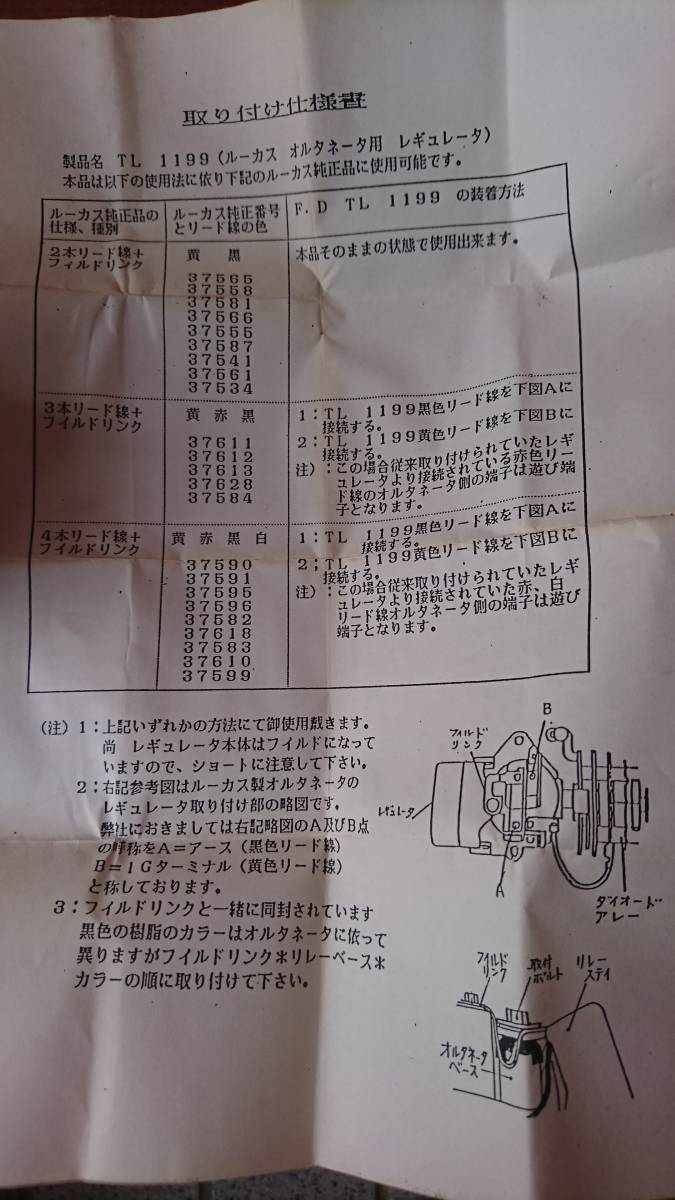 取り付け仕様書
製品名 TL 1199（ルーカス オルタネータ用 レギュレータ）
本品は以下の使用法に依り下記のルーカス純正品に使用可能です。
ルーカス純正品の
仕様、種別
ルーカス純正番号
とリード線の色
F.D TL 1199 の装着方法
2本リード線＋
フィルドリンク
黄 黒
37565
37558
37581
37566
37555
37587
37541
37561
37534
本品そのままの状態で使用出来ます。
3本リード線＋
フイルドリンク
黄 赤 黒
37611
37612
37613
37628
37584
1：TL 1199黒色リード線を下図Aに
接続する。
2：TL 1199黄色リード線を下図Bに
接続する。
注）：この場合従来取り付けられていたレギ
ュレータより接続されている赤色リー
ド線のオルタネータ側の端子は遊び端
子となります。
4本リード線＋
フィルドリンク
黄 赤 黒 白
37590
37591
37595
37596
37582
37618
37583
37610
37599
1：TL 1199黒色リード線を下図Aに
接続する。
2；TL 1199黄色リード線を下図Bに
接続する。
注）：この場合従来取り付けられていたレギ
ュレータより接続されていた赤、白
リード線オルタネータ側の端子は遊び
端子となります。
（注）1：上記いずれかの方法にて御使用戴きます。
尚 レギュレータ本体はフイルドになって
いますので、ショートに注意して下さい。
2：右記参考図はルーカス製オルタネータの
レギュレータ取り付け部の略図です。
弊社におきましては右記略図のA及びB点
の呼称をA＝アース（黒色リード線）
B＝1Gターミナル（黄色リード線）
と称しております。
3：フィルドリンクと一緒に同封されています
黒色の樹脂のカラーはオルタネータに依って
異りますがフイルドリンク＊リレーベース＊
カラーの順に取り付けて下さい。
B
フィルド
リンク
レギュレータ
A
ダイオード
アレー
フィルド
リンク
取付
ボルト
リレー
ステイ
オルタネータ
ベース